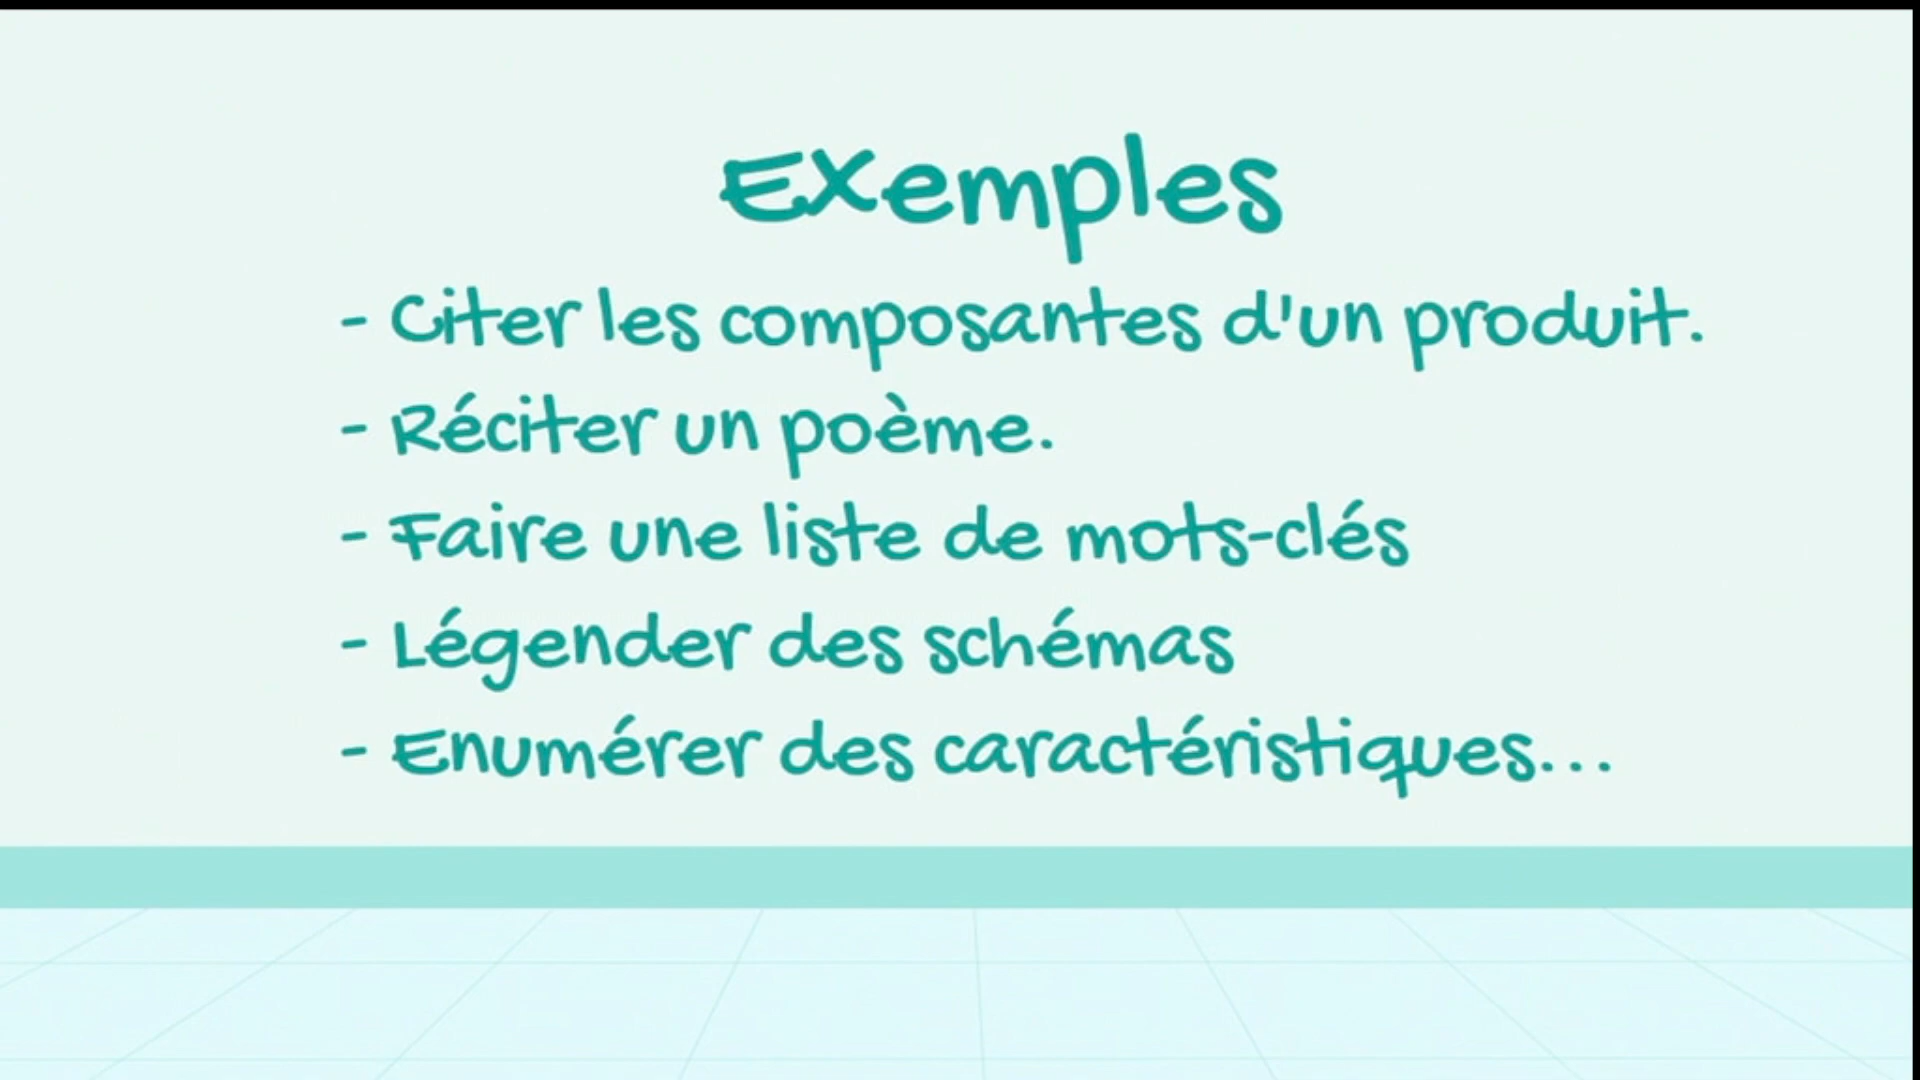 Exemples
- Citer les composantes d'un produit.
- Réciter un poème.
- Faire une liste de mots-clés
- Légender des schémas
- Enumérer des caractéristiques...